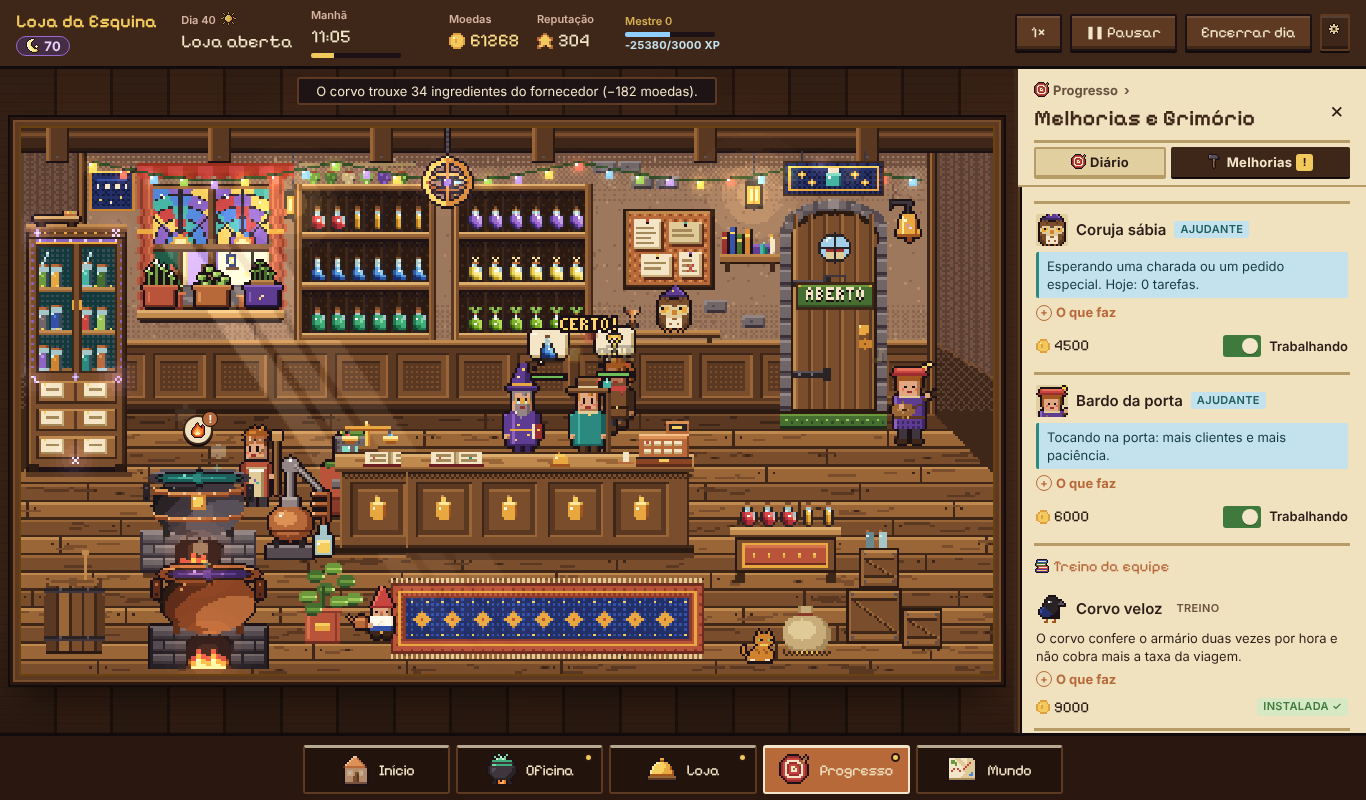 Loja da Esquina
70
Dia 40
Loja aberta
Manhã
11:05
Moedas
61268
Reputação
304
Mestre 0
-25380/3000 XP
1×
Pausar
Encerrar dia
O corvo trouxe 34 ingredientes do fornecedor (−182 moedas).
ABERTO
CERTO!
Progresso ›
Melhorias e Grimório
×
Diário
Melhorias !
Coruja sábia AJUDANTE
Esperando uma charada ou um pedido
especial. Hoje: 0 tarefas.
+ O que faz
4500 Trabalhando
Bardo da porta AJUDANTE
Tocando na porta: mais clientes e mais
paciência.
+ O que faz
6000 Trabalhando
Treino da equipe
Corvo veloz TREINO
O corvo confere o armário duas vezes por hora e
não cobra mais a taxa da viagem.
+ O que faz
9000 INSTALADA ✓
Início
Oficina
Loja
Progresso
Mundo